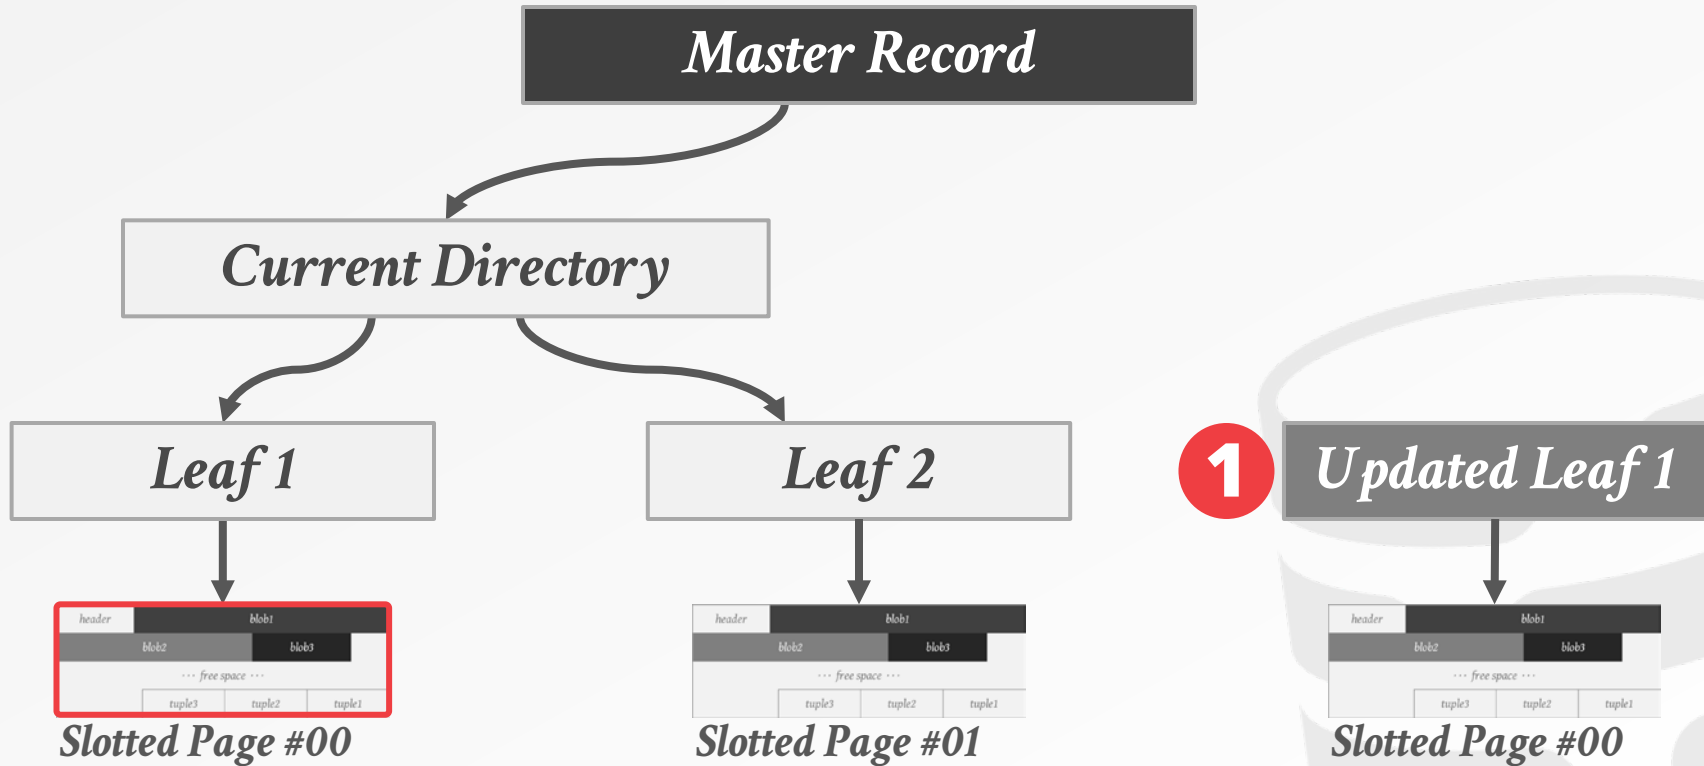 Master Record
Current Directory
Leaf 1
Leaf 2
1
Updated Leaf 1
header
blob1
blob2
blob3
··· free space ···
tuple3
tuple2
tuple1
Slotted Page #00
header
blob1
blob2
blob3
··· free space ···
tuple3
tuple2
tuple1
Slotted Page #01
header
blob1
blob2
blob3
··· free space ···
tuple3
tuple2
tuple1
Slotted Page #00